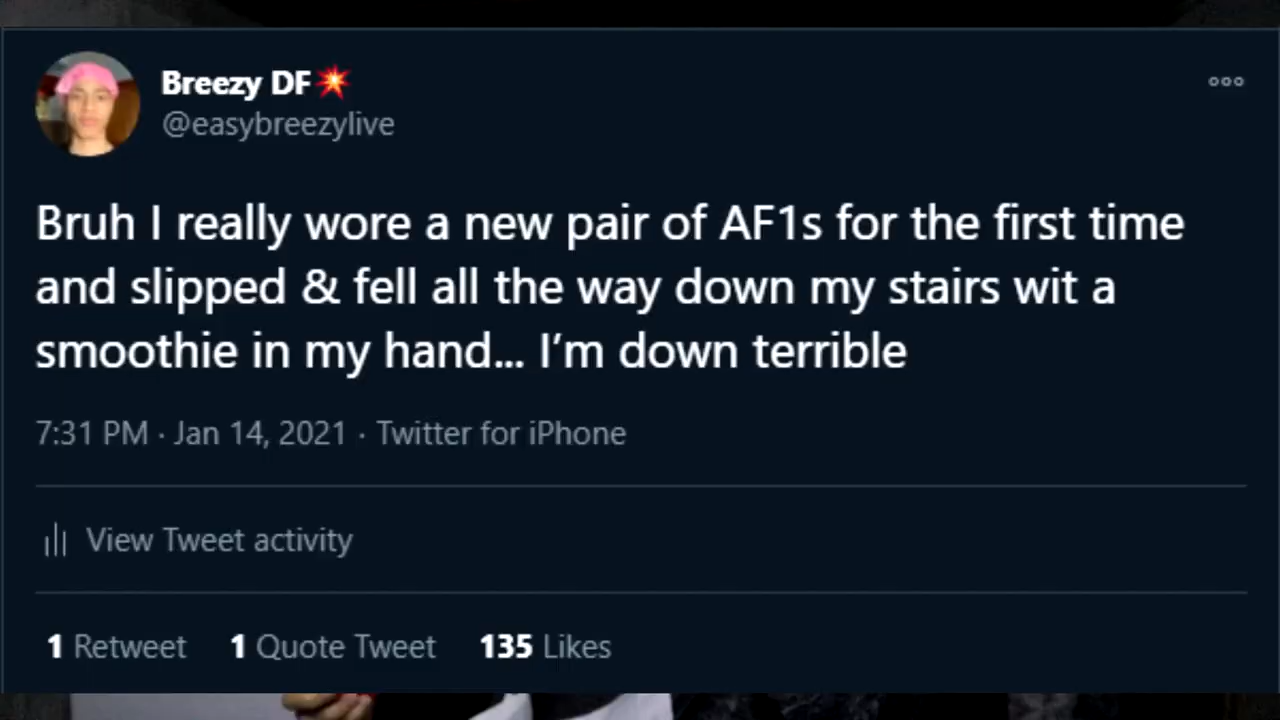 Breezy DF💥
@easybreezylive
Bruh I really wore a new pair of AF1s for the first time
and slipped & fell all the way down my stairs wit a
smoothie in my hand... I’m down terrible
7:31 PM · Jan 14, 2021 · Twitter for iPhone
View Tweet activity
1 Retweet 1 Quote Tweet 135 Likes